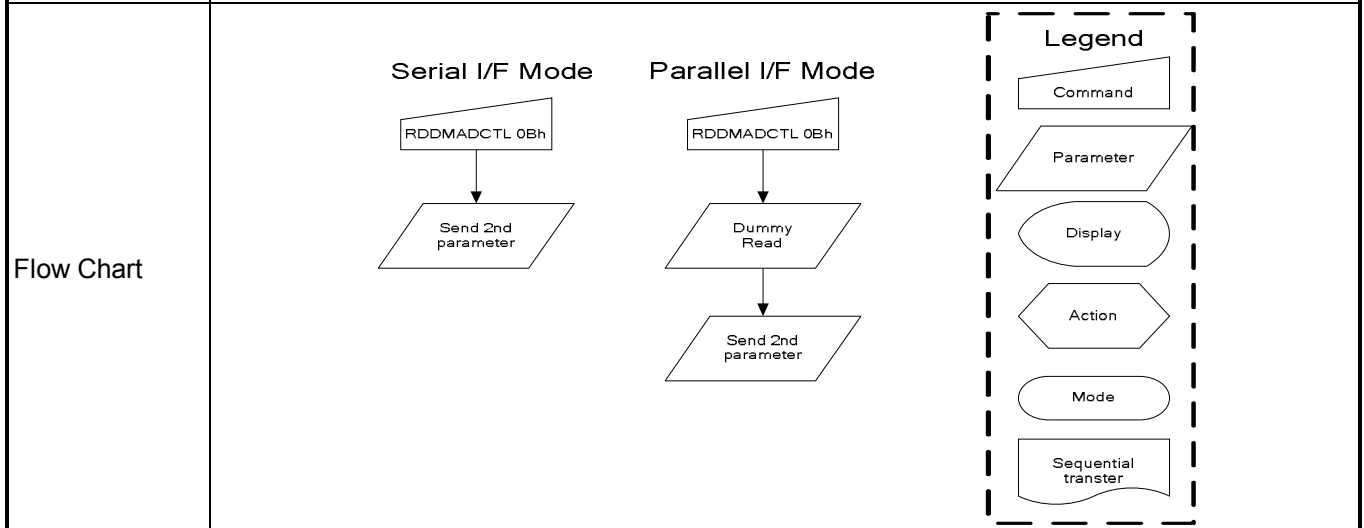 Flow Chart
Serial I/F Mode
RDDMADCTL 0Bh
Send 2nd
parameter
Parallel I/F Mode
RDDMADCTL 0Bh
Dummy
Read
Send 2nd
parameter
Legend
Command
Parameter
Display
Action
Mode
Sequential
transter